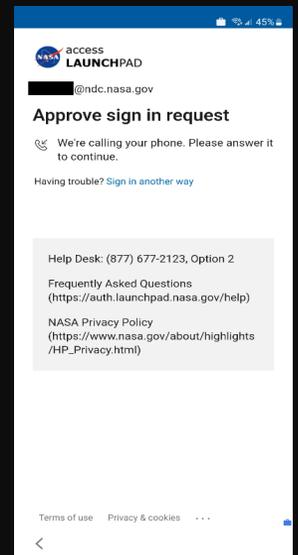 45%
NASA
access
LAUNCHPAD
@ndc.nasa.gov
Approve sign in request
We're calling your phone. Please answer it
to continue.
Having trouble? Sign in another way
Help Desk: (877) 677-2123, Option 2
Frequently Asked Questions
(https://auth.launchpad.nasa.gov/help)
NASA Privacy Policy
(https://www.nasa.gov/about/highlights
/HP_Privacy.html)
Terms of use Privacy & cookies ...